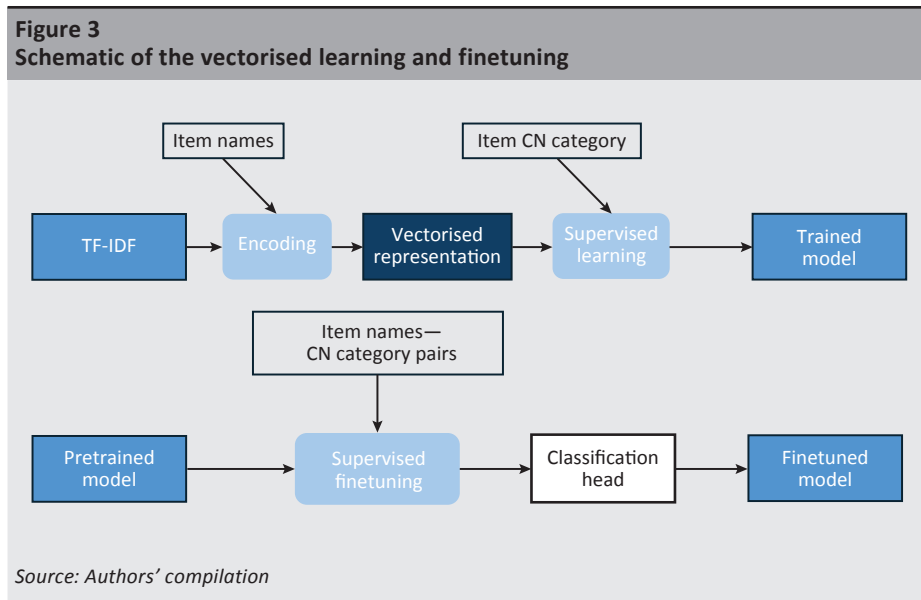 Figure 3
Schematic of the vectorised learning and finetuning
Item names
Item CN category
TF-IDF
Encoding
Vectorised
representation
Supervised
learning
Trained
model
Item names—
CN category pairs
Pretrained
model
Supervised
finetuning
Classification
head
Finetuned
model
Source: Authors’ compilation